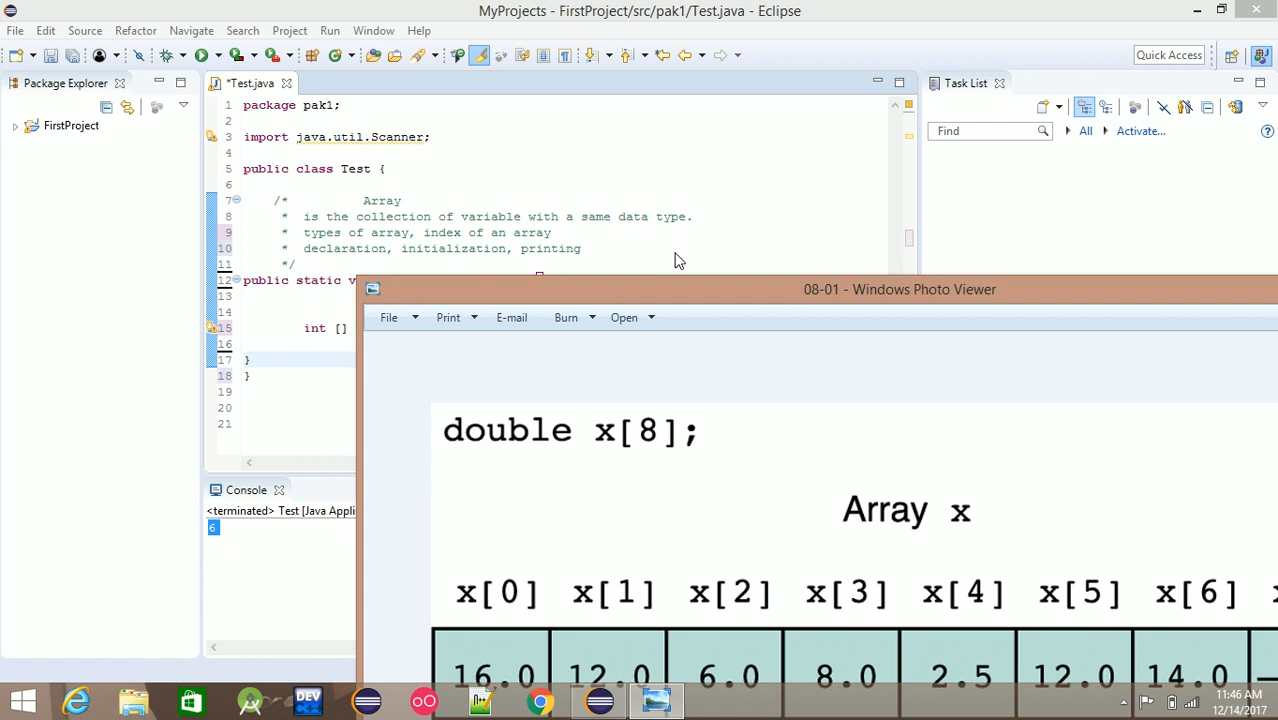 MyProjects - FirstProject/src/pak1/Test.java - Eclipse
File Edit Source Refactor Navigate Search Project Run Window Help
Quick Access
Package Explorer
FirstProject
*Test.java
1 package pak1;
2
3 import java.util.Scanner;
4
5 public class Test {
6
7 /* Array
8 * is the collection of variable with a same data type.
9 * types of array, index of an array
10 * declaration, initialization, printing
11 */
12 public static v
13
14
15 int []
16
17 }
18 }
19
20
21
Console
<terminated> Test [Java Appli
6
Task List
Find All Activate...
08-01 - Windows Photo Viewer
File Print E-mail Burn Open
double x[8];
Array x
x[0] x[1] x[2] x[3] x[4] x[5] x[6]
16.0 12.0 6.0 8.0 2.5 12.0 14.0
DEV
11:46 AM
12/14/2017